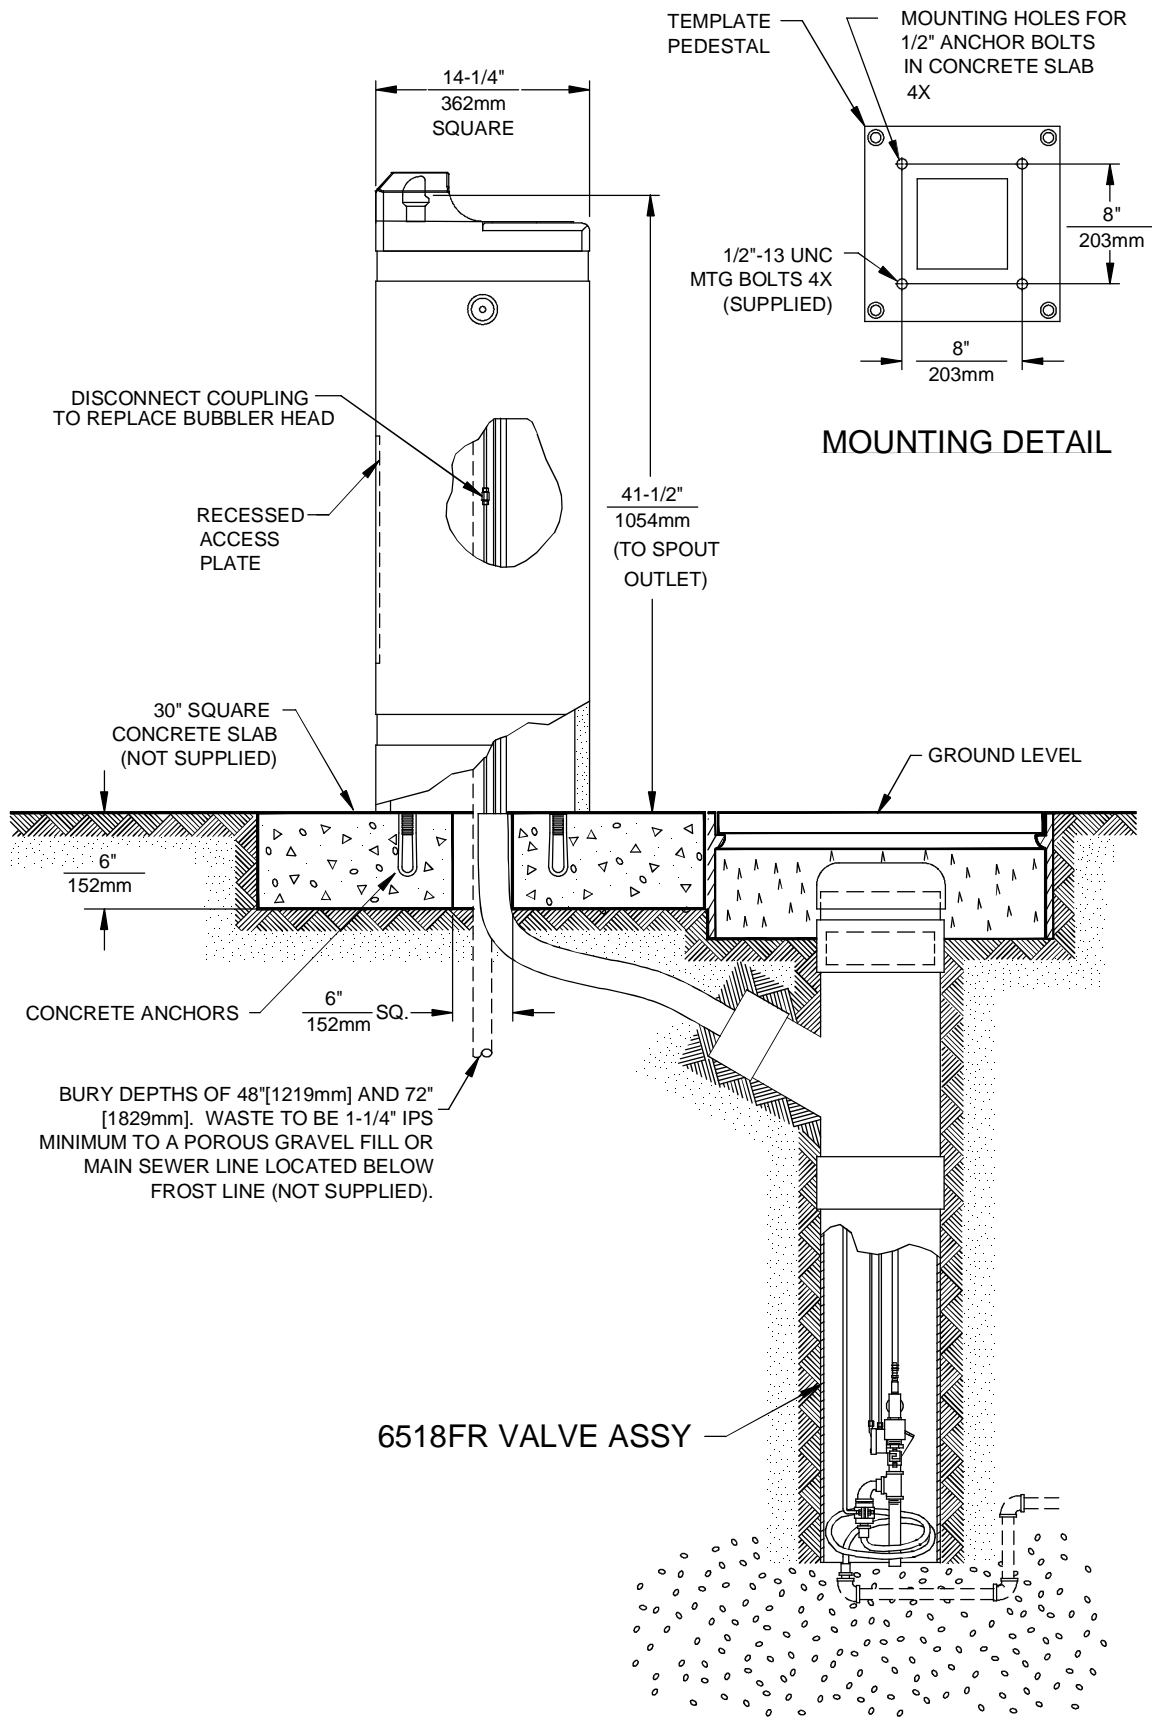 TEMPLATE
PEDESTAL
MOUNTING HOLES FOR
1/2" ANCHOR BOLTS
IN CONCRETE SLAB
4X
14-1/4"
362mm
SQUARE
8"
203mm
1/2"-13 UNC
MTG BOLTS 4X
(SUPPLIED)
8"
203mm
MOUNTING DETAIL
DISCONNECT COUPLING
TO REPLACE BUBBLER HEAD
41-1/2"
1054mm
(TO SPOUT
OUTLET)
RECESSED
ACCESS
PLATE
30" SQUARE
CONCRETE SLAB
(NOT SUPPLIED)
GROUND LEVEL
6"
152mm
CONCRETE ANCHORS
6"
152mm SQ.
BURY DEPTHS OF 48"[1219mm] AND 72"
[1829mm]. WASTE TO BE 1-1/4" IPS
MINIMUM TO A POROUS GRAVEL FILL OR
MAIN SEWER LINE LOCATED BELOW
FROST LINE (NOT SUPPLIED).
6518FR VALVE ASSY